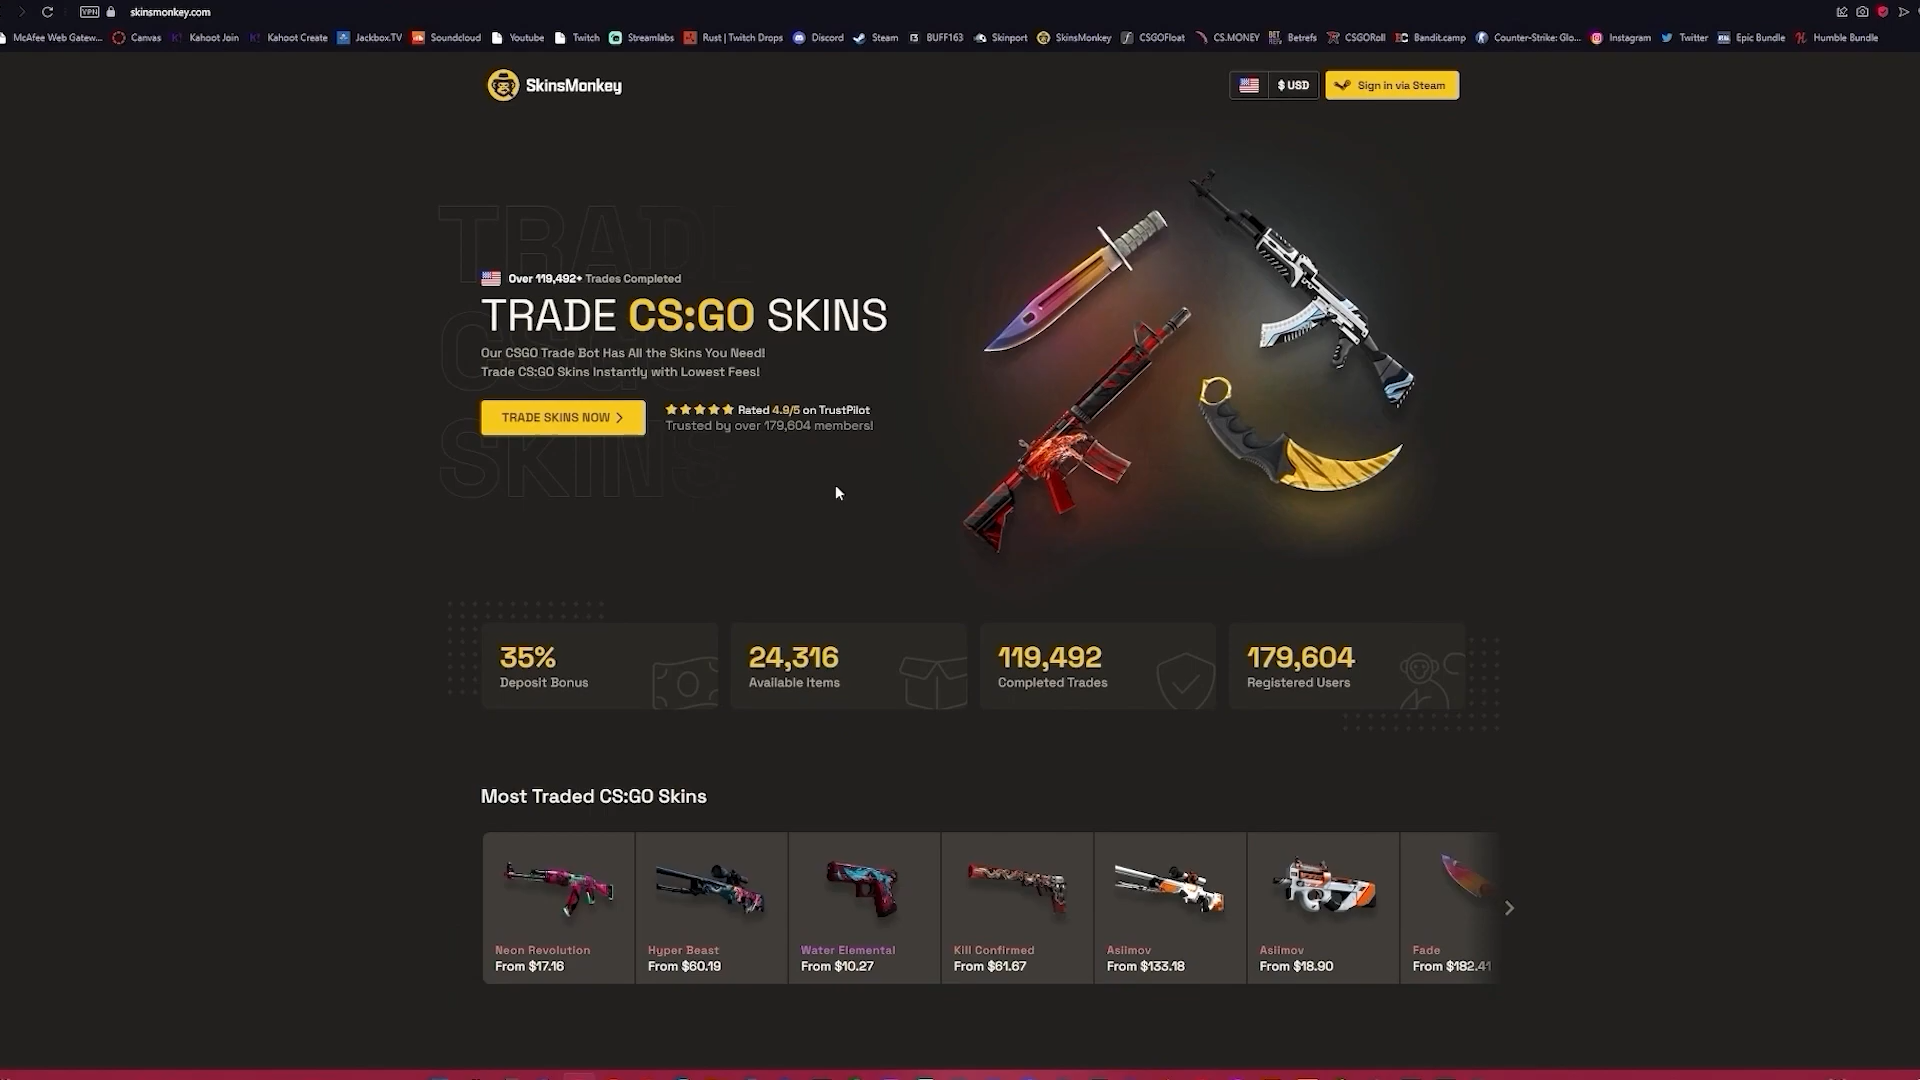 VPN skinsmonkey.com
McAfee Web Gatew... Canvas Kahoot Join Kahoot Create Jackbox.TV Soundcloud Youtube Twitch Streamlabs Rust | Twitch Drops Discord Steam BUFF163 Skinport SkinsMonkey CSGOFloat CS.MONEY Betrefs CSGORoll Bandit.camp Counter-Strike: Glo... Instagram Twitter Epic Bundle Humble Bundle
SkinsMonkey
$ USD
Sign in via Steam
TRADE
CSGO
SKINS
Over 119,492+ Trades Completed
TRADE CS:GO SKINS
Our CSGO Trade Bot Has All the Skins You Need!
Trade CS:GO Skins Instantly with Lowest Fees!
TRADE SKINS NOW
Rated 4.9/5 on TrustPilot
Trusted by over 179,604 members!
35%
Deposit Bonus
24,316
Available Items
119,492
Completed Trades
179,604
Registered Users
Most Traded CS:GO Skins
Neon Revolution
From $17.16
Hyper Beast
From $60.19
Water Elemental
From $10.27
Kill Confirmed
From $61.67
Asiimov
From $133.18
Asiimov
From $18.90
Fade
From $182.41